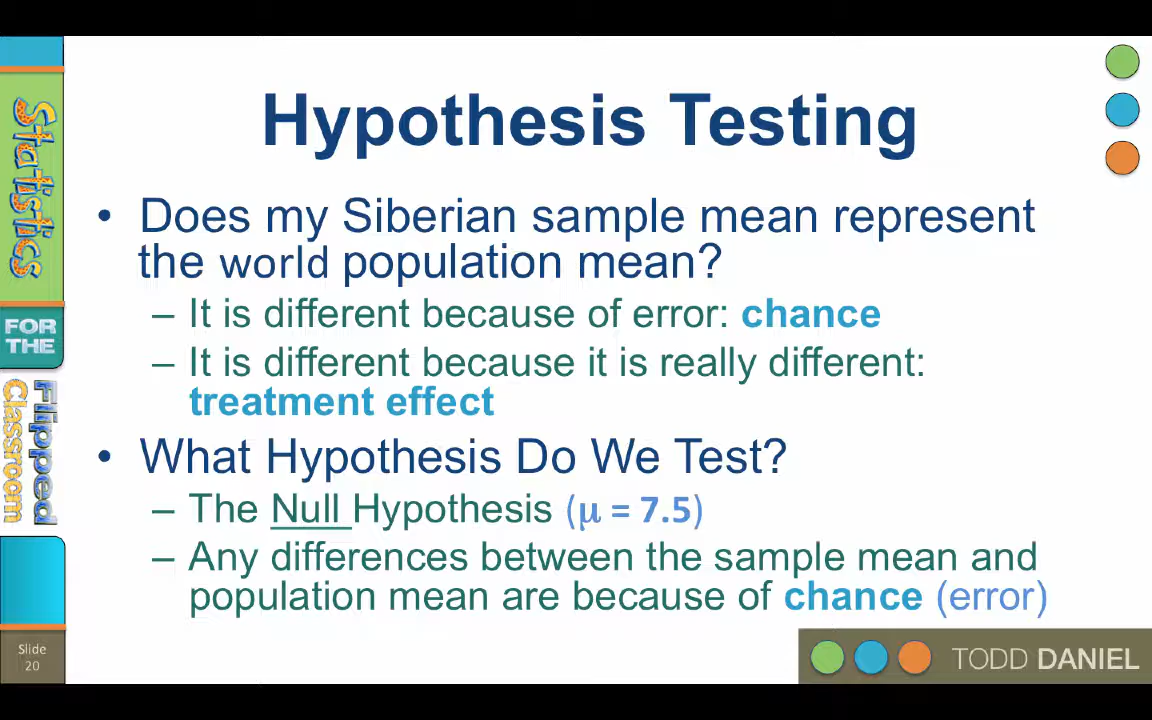 Hypothesis Testing
• Does my Siberian sample mean represent
the world population mean?
– It is different because of error: chance
– It is different because it is really different:
treatment effect
• What Hypothesis Do We Test?
– The Null Hypothesis (μ = 7.5)
– Any differences between the sample mean and
population mean are because of chance (error)
Statistics
FOR THE
Flipped
Classroom
Slide
20
TODD DANIEL